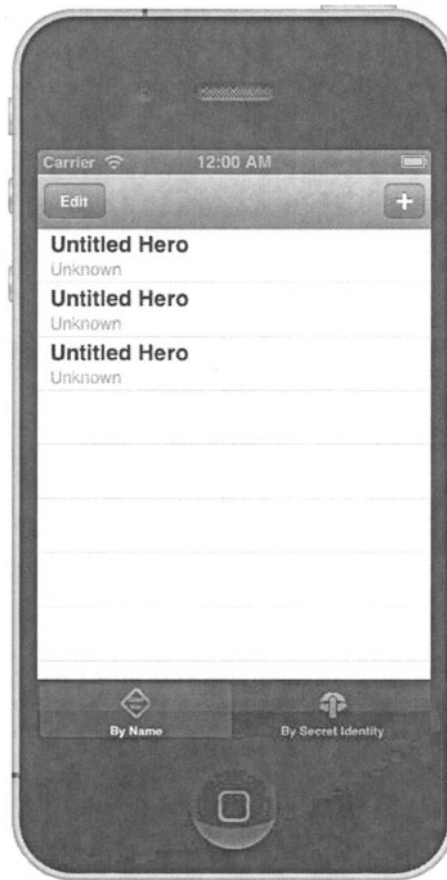 Carrier 12:00 AM
Edit +
Untitled Hero
Unknown
Untitled Hero
Unknown
Untitled Hero
Unknown
By Name By Secret Identity